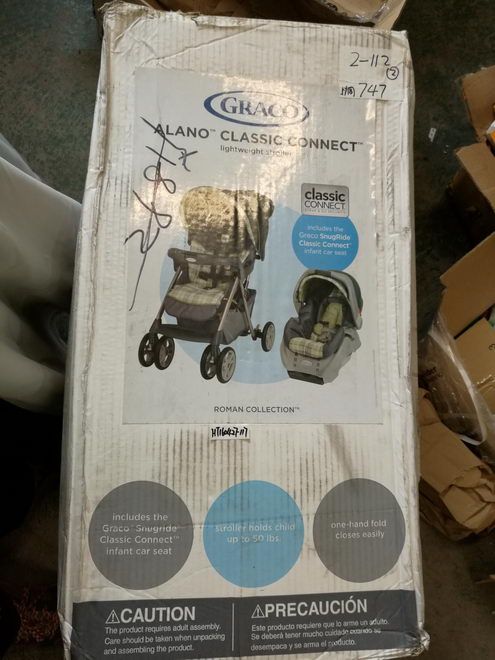 2-112
②
747
GRACO
ALANO™ CLASSIC CONNECT™
lightweight stroller
classic
CONNECT
includes the
Graco SnugRide
Classic Connect™
infant car seat
ROMAN COLLECTION™
includes the
Graco® Snugride®
Classic Connect™
infant car seat
stroller holds child
up to 50 lbs.
one-hand fold
closes easily
CAUTION
The product requires adult assembly.
Care should be taken when unpacking
and assembling the product.
PRECAUCIÓN
Este producto requiere que lo arme un adulto.
Se deberá tener mucho cuidado cuando se
desempaca y se arma el producto.